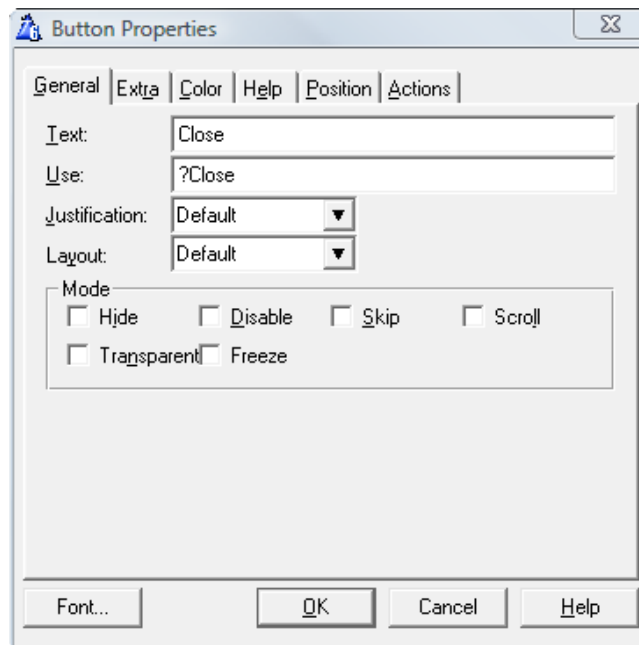 Button Properties
General Extra Color Help Position Actions
Text: Close
Use: ?Close
Justification: Default
Layout: Default
Mode
Hide Disable Skip Scroll
Transparent Freeze
Font... OK Cancel Help